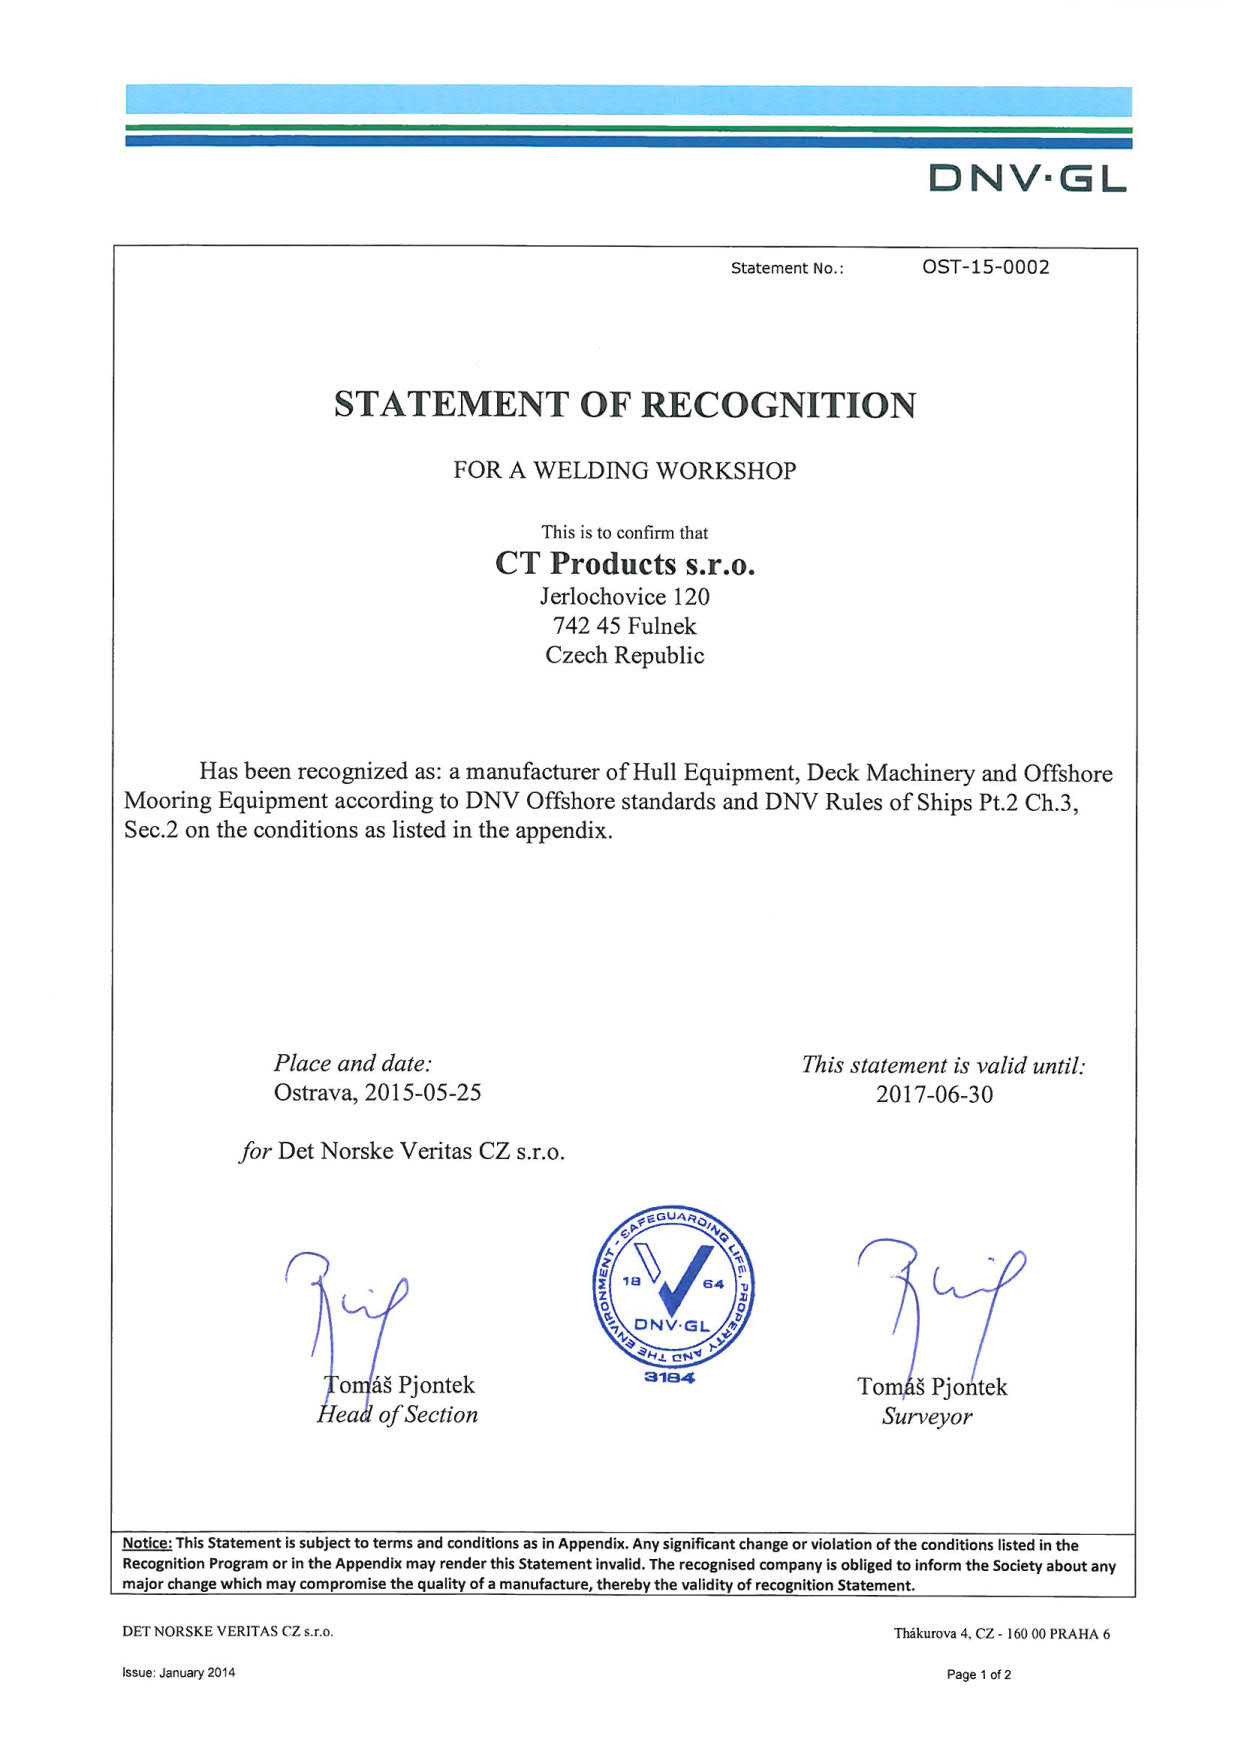 DNV·GL
Statement No.: OST-15-0002
STATEMENT OF RECOGNITION
FOR A WELDING WORKSHOP
This is to confirm that
CT Products s.r.o.
Jerlochovice 120
742 45 Fulnek
Czech Republic
Has been recognized as: a manufacturer of Hull Equipment, Deck Machinery and Offshore
Mooring Equipment according to DNV Offshore standards and DNV Rules of Ships Pt.2 Ch.3,
Sec.2 on the conditions as listed in the appendix.
Place and date: This statement is valid until:
Ostrava, 2015-05-25 2017-06-30
for Det Norske Veritas CZ s.r.o.
SAFEGUARDING LIFE, PROPERTY AND THE ENVIRONMENT -
18 64
DNV·GL
3184
Tomáš Pjontek Tomáš Pjontek
Head of Section Surveyor
Notice: This Statement is subject to terms and conditions as in Appendix. Any significant change or violation of the conditions listed in the
Recognition Program or in the Appendix may render this Statement invalid. The recognised company is obliged to inform the Society about any
major change which may compromise the quality of a manufacture, thereby the validity of recognition Statement.
DET NORSKE VERITAS CZ s.r.o. Thákurova 4, CZ - 160 00 PRAHA 6
Issue: January 2014 Page 1 of 2